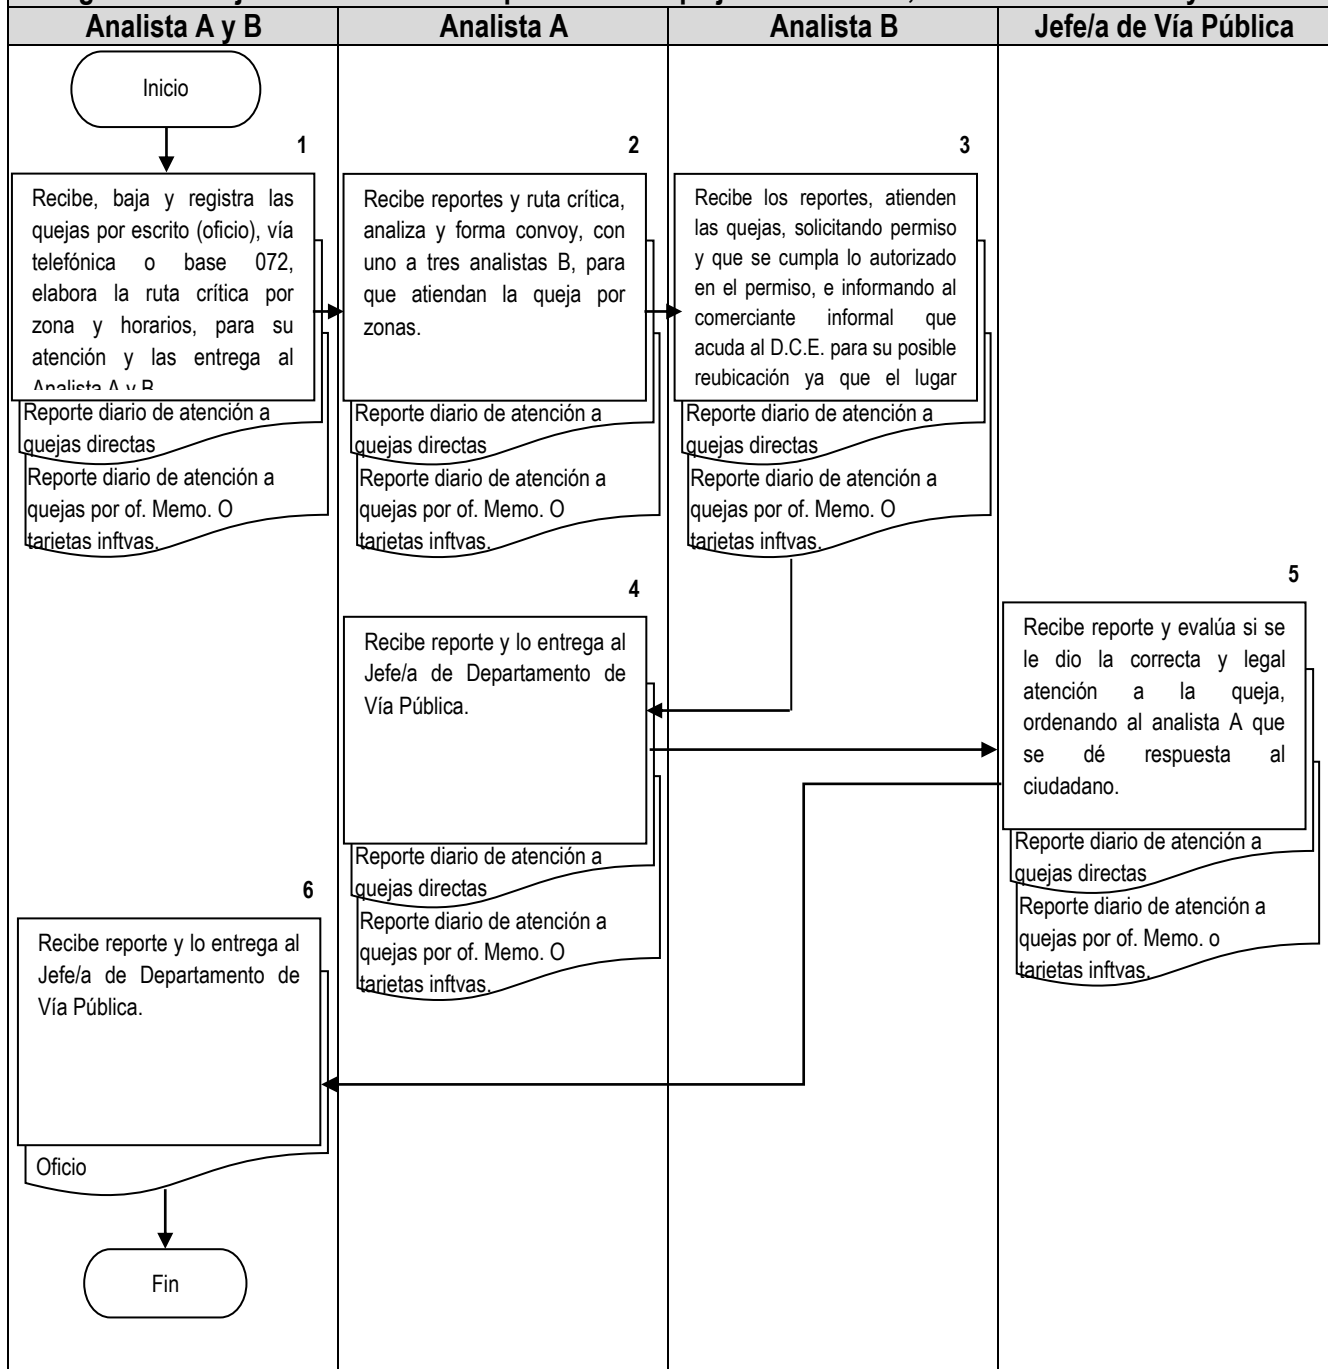 Analista A y B
Analista A
Analista B
Jefe/a de Vía Pública
Inicio
1
Recibe, baja y registra las
quejas por escrito (oficio), vía
telefónica o base 072,
elabora la ruta crítica por
zona y horarios, para su
atención y las entrega al
Analista A y B
Reporte diario de atención a
quejas directas
Reporte diario de atención a
quejas por of. Memo. O
tarjetas inftvas.
2
Recibe reportes y ruta crítica,
analiza y forma convoy, con
uno a tres analistas B, para
que atiendan la queja por
zonas.
Reporte diario de atención a
quejas directas
Reporte diario de atención a
quejas por of. Memo. O
tarjetas inftvas.
3
Recibe los reportes, atienden
las quejas, solicitando permiso
y que se cumpla lo autorizado
en el permiso, e informando al
comerciante informal que
acuda al D.C.E. para su posible
reubicación ya que el lugar
Reporte diario de atención a
quejas directas
Reporte diario de atención a
quejas por of. Memo. O
tarjetas inftvas.
4
Recibe reporte y lo entrega al
Jefe/a de Departamento de
Vía Pública.
Reporte diario de atención a
quejas directas
Reporte diario de atención a
quejas por of. Memo. O
tarjetas inftvas.
5
Recibe reporte y evalúa si se
le dio la correcta y legal
atención a la queja,
ordenando al analista A que
se dé respuesta al
ciudadano.
Reporte diario de atención a
quejas directas
Reporte diario de atención a
quejas por of. Memo. o
tarjetas inftvas.
6
Recibe reporte y lo entrega al
Jefe/a de Departamento de
Vía Pública.
Oficio
Fin